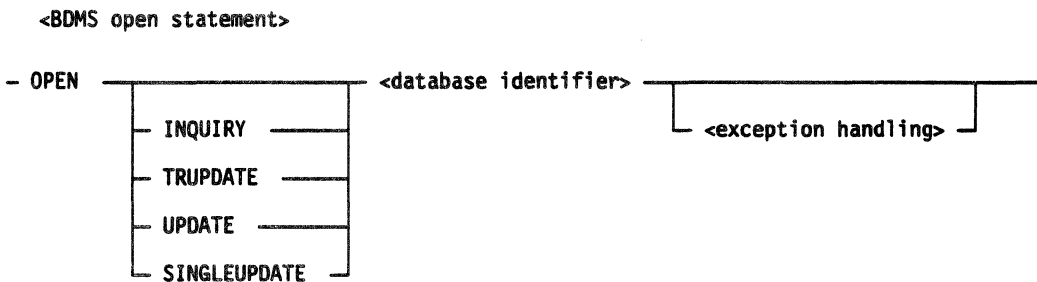 <BDMS open statement>
– OPEN <database identifier>
INQUIRY <exception handling>
TRUPDATE
UPDATE
SINGLEUPDATE